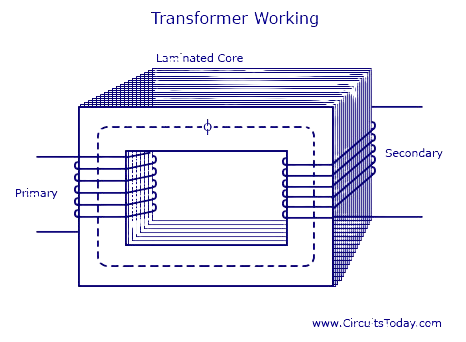 Transformer Working
Laminated Core
Φ
Secondary
Primary
www.CircuitsToday.com